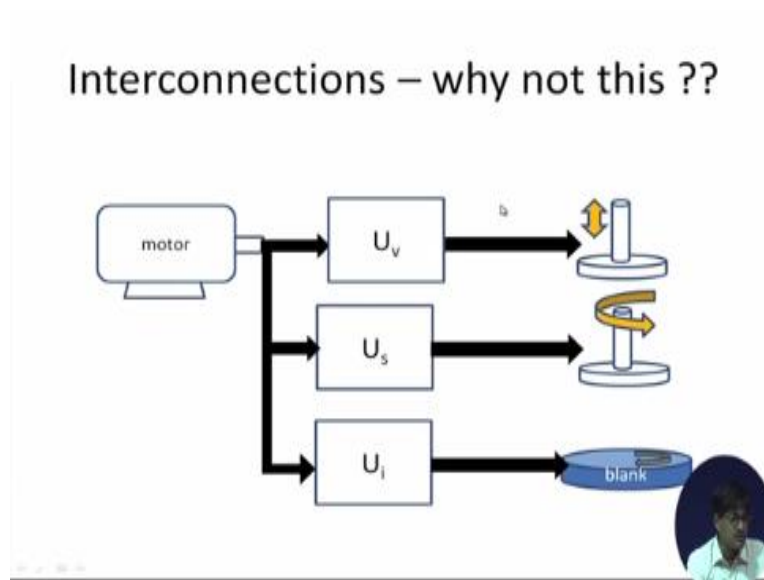 Interconnections – why not this ??
motor
Uv
Us
Ui
blank